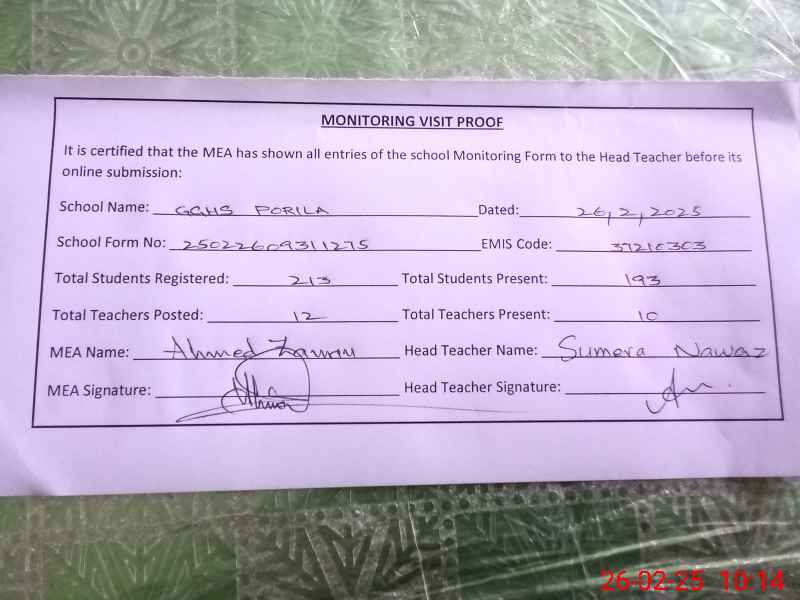 MONITORING VISIT PROOF
It is certified that the MEA has shown all entries of the school Monitoring Form to the Head Teacher before its
online submission:
School Name: GGHS PORILA Dated: 26,2,2025
School Form No: 25022609311275 EMIS Code: 37210303
Total Students Registered: 213 Total Students Present: 193
Total Teachers Posted: 12 Total Teachers Present: 10
MEA Name: Ahmed Head Teacher Name: Sumera Nawaz
MEA Signature: Head Teacher Signature:
26-02-25 10:14